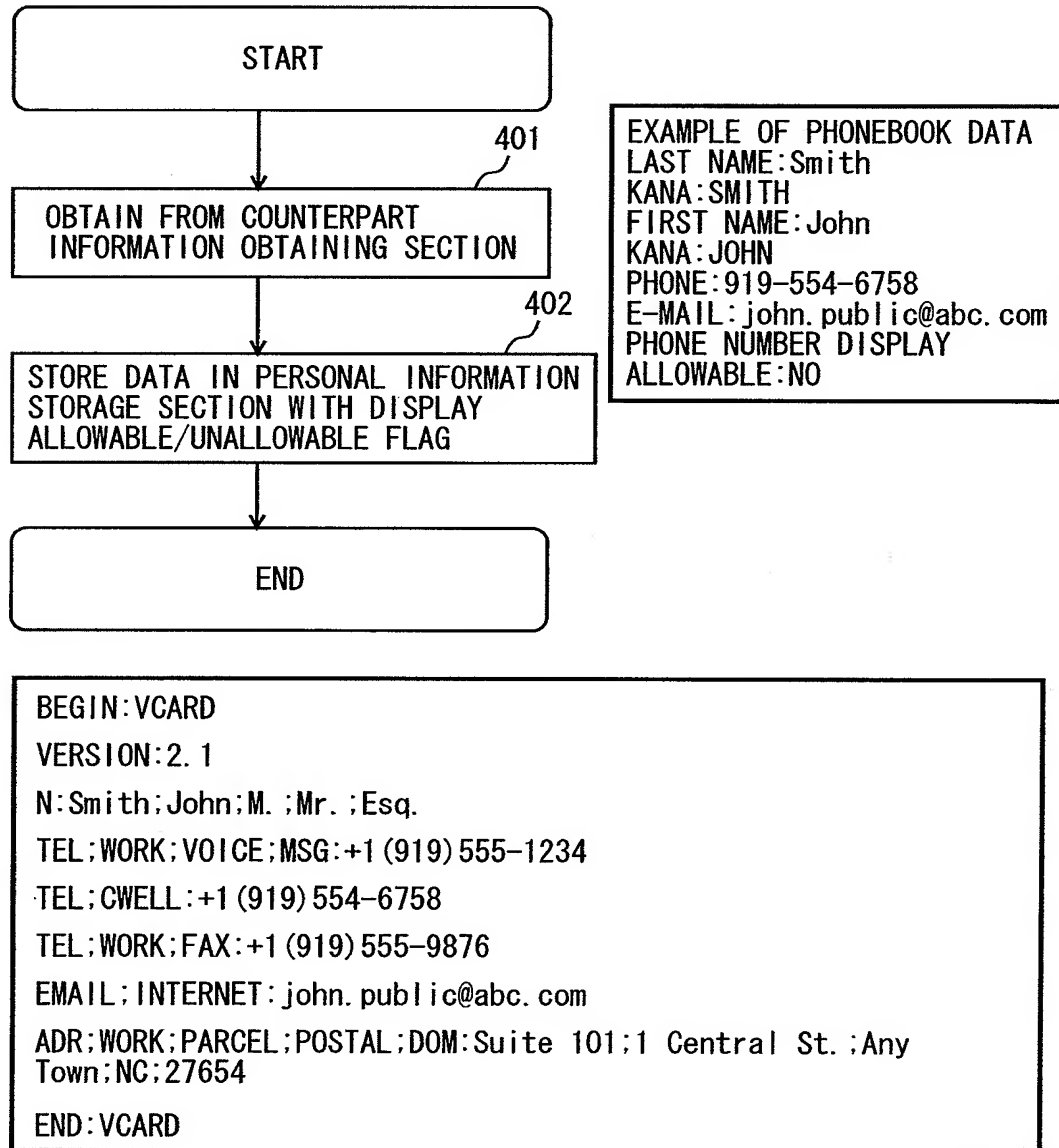 START
401
OBTAIN FROM COUNTERPART
INFORMATION OBTAINING SECTION
402
STORE DATA IN PERSONAL INFORMATION
STORAGE SECTION WITH DISPLAY
ALLOWABLE/UNALLOWABLE FLAG
END
EXAMPLE OF PHONEBOOK DATA
LAST NAME:Smith
KANA:SMITH
FIRST NAME:John
KANA:JOHN
PHONE:919-554-6758
E-MAIL:john.public@abc.com
PHONE NUMBER DISPLAY
ALLOWABLE:NO
BEGIN:VCARD
VERSION:2.1
N:Smith;John;M.;Mr.;Esq.
TEL;WORK;VOICE;MSG:+1(919)555-1234
TEL;CWELL:+1(919)554-6758
TEL;WORK;FAX:+1(919)555-9876
EMAIL;INTERNET:john.public@abc.com
ADR;WORK;PARCEL;POSTAL;DOM:Suite 101;1 Central St.;Any
Town;NC;27654
END:VCARD